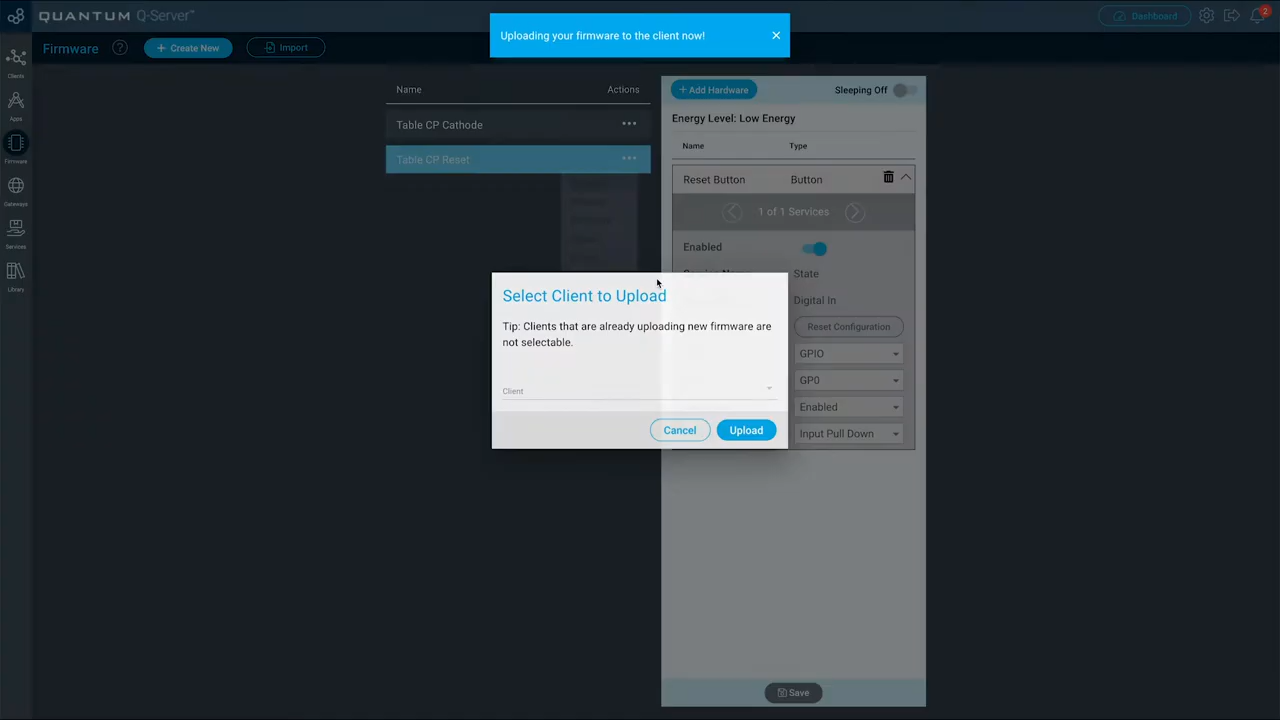 QUANTUM Q-Server™
Uploading your firmware to the client now!
Dashboard
2
Firmware
?
+ Create New
Import
Clients
Apps
Firmware
Gateways
Services
Library
Name Actions
Table CP Cathode
Table CP Reset
+ Add Hardware Sleeping Off
Energy Level: Low Energy
Name Type
Reset Button Button
1 of 1 Services
Enabled
State
Digital In
Reset Configuration
GPIO
GP0
Enabled
Input Pull Down
Select Client to Upload
Tip: Clients that are already uploading new firmware are
not selectable.
Client
Cancel Upload
Save